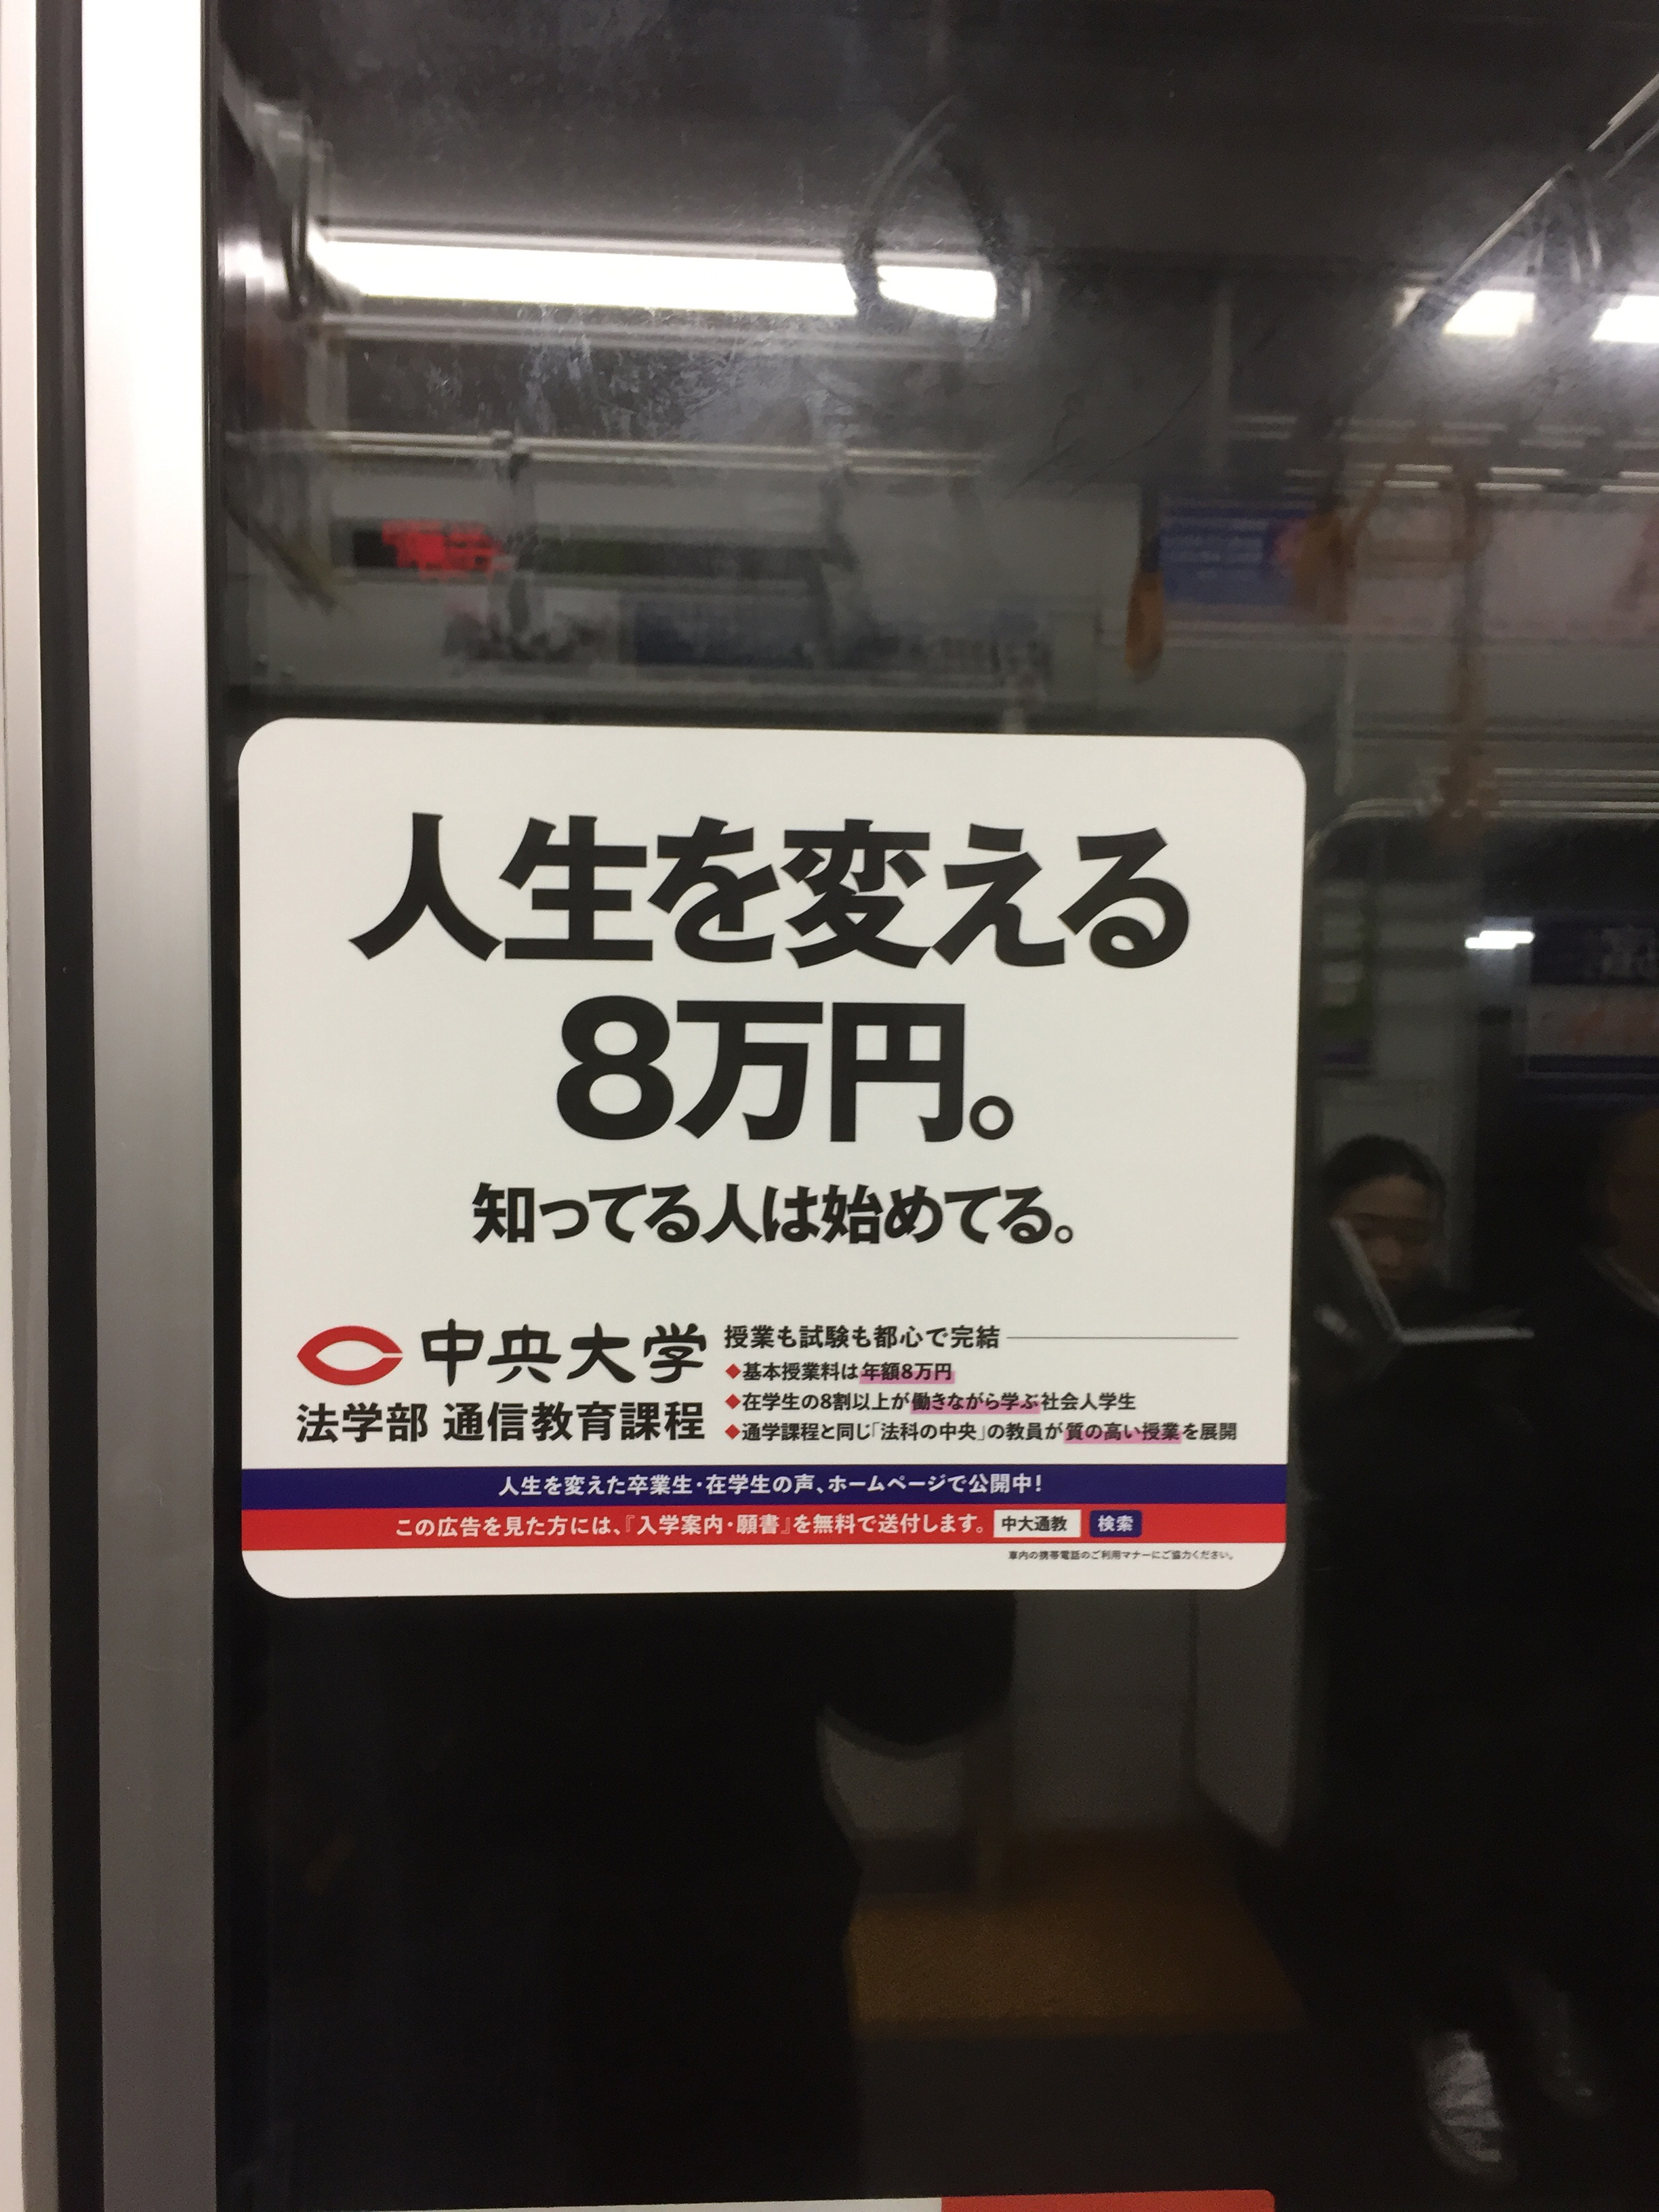 人生を変える
8万円。
知ってる人は始めてる。
中央大学
法学部 通信教育課程
授業も試験も都心で完結
◆基本授業料は年額8万円
◆在学生の8割以上が働きながら学ぶ社会人学生
◆通学課程と同じ「法科の中央」の教員が質の高い授業を展開
人生を変えた卒業生・在学生の声、ホームページで公開中!
この広告を見た方には、『入学案内・願書』を無料で送付します。 中大通教 検索
車内の携帯電話のご利用マナーにご協力ください。